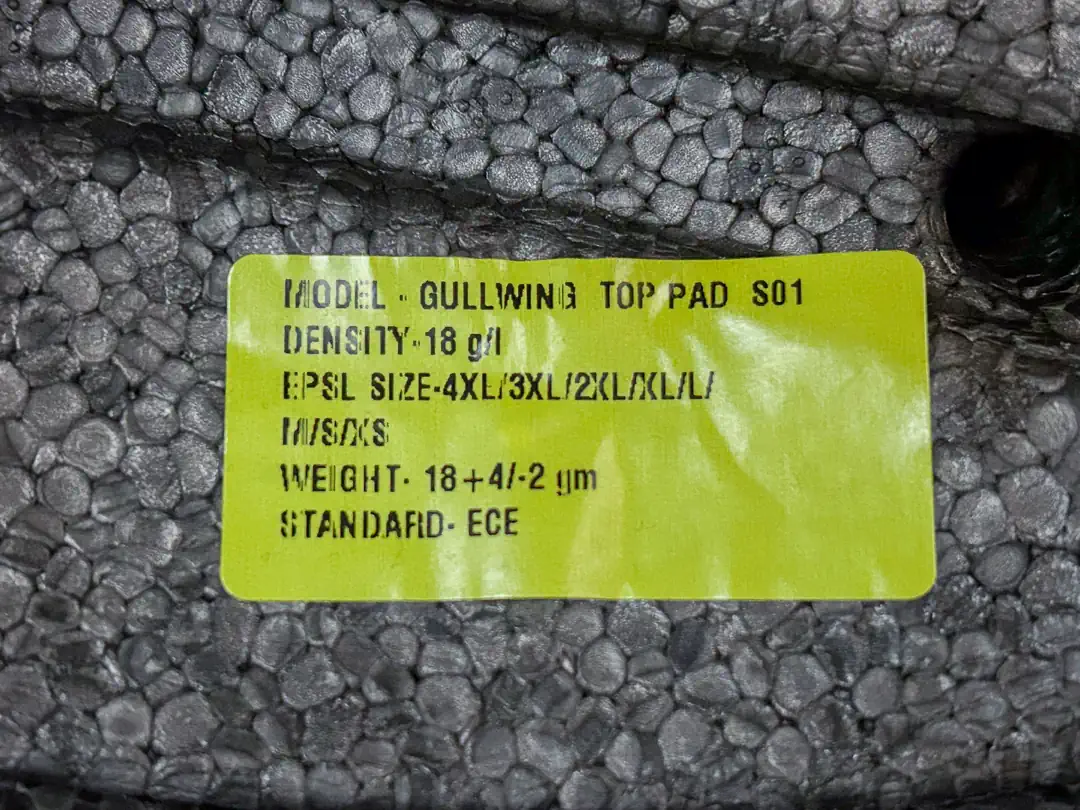 MODEL - GULLWING TOP PAD S01
DENSITY-18 g/l
EPSL SIZE-4XL/3XL/2XL/XL/L/
M/S/XS
WEIGHT- 18+4/-2 gm
STANDARD- ECE